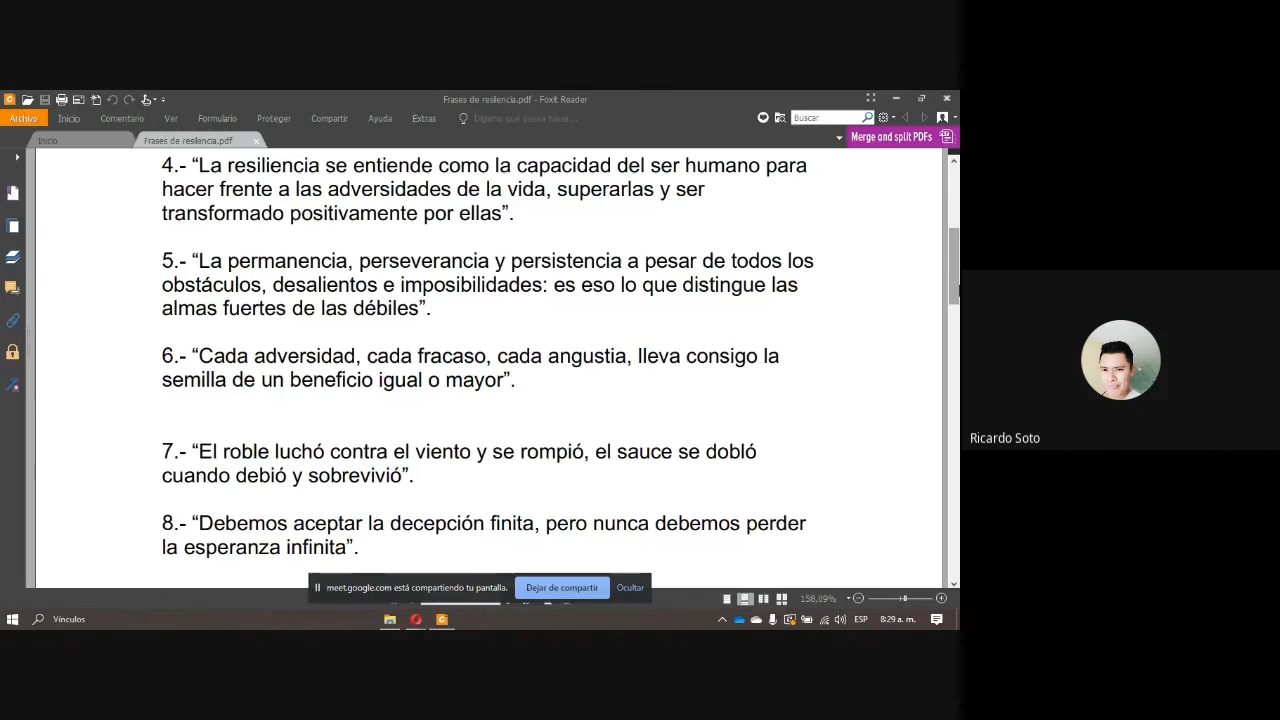 Frases de resilencia.pdf - Foxit Reader
Archivo Inicio Comentario Ver Formulario Proteger Compartir Ayuda Extras Dígame qué desea hacer... Buscar
Inicio Frases de resilencia.pdf Merge and split PDFs
4.- “La resiliencia se entiende como la capacidad del ser humano para
hacer frente a las adversidades de la vida, superarlas y ser
transformado positivamente por ellas”.
5.- “La permanencia, perseverancia y persistencia a pesar de todos los
obstáculos, desalientos e imposibilidades: es eso lo que distingue las
almas fuertes de las débiles”.
6.- “Cada adversidad, cada fracaso, cada angustia, lleva consigo la
semilla de un beneficio igual o mayor”.
7.- “El roble luchó contra el viento y se rompió, el sauce se dobló
cuando debió y sobrevivió”.
8.- “Debemos aceptar la decepción finita, pero nunca debemos perder
la esperanza infinita”.
meet.google.com está compartiendo tu pantalla. Dejar de compartir Ocultar
158,09%
Vínculos ESP 8:29 a. m.
Ricardo Soto